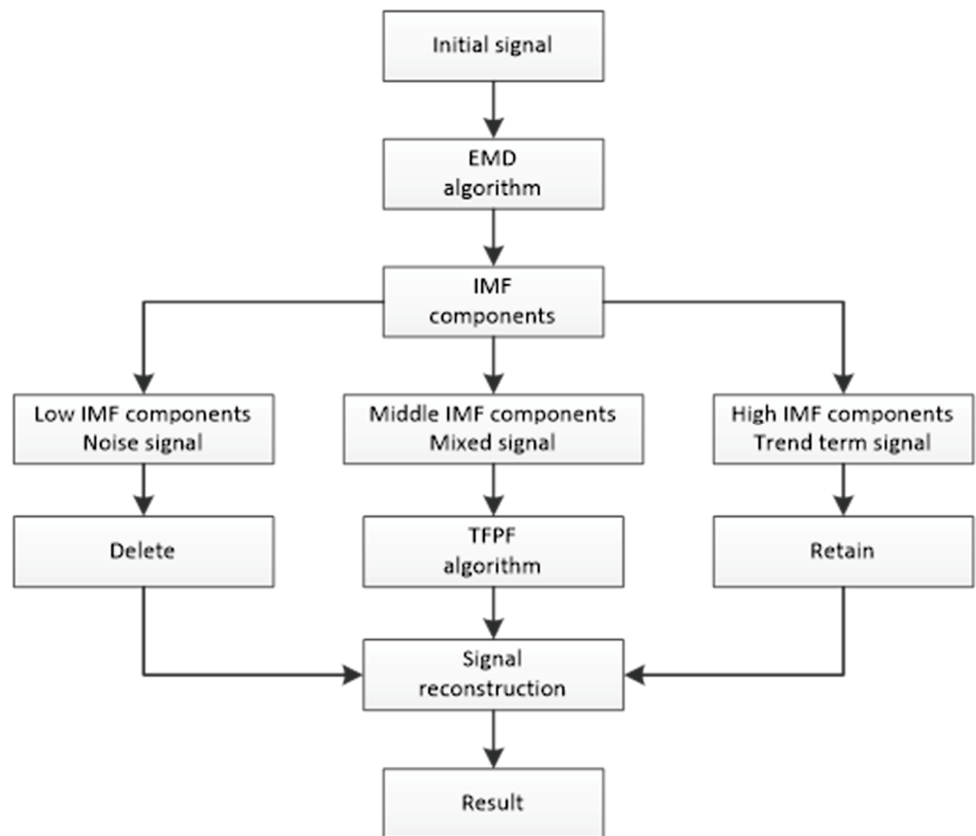 Initial signal
EMD
algorithm
IMF
components
Low IMF components
Noise signal
Middle IMF components
Mixed signal
High IMF components
Trend term signal
Delete
TFPF
algorithm
Retain
Signal
reconstruction
Result